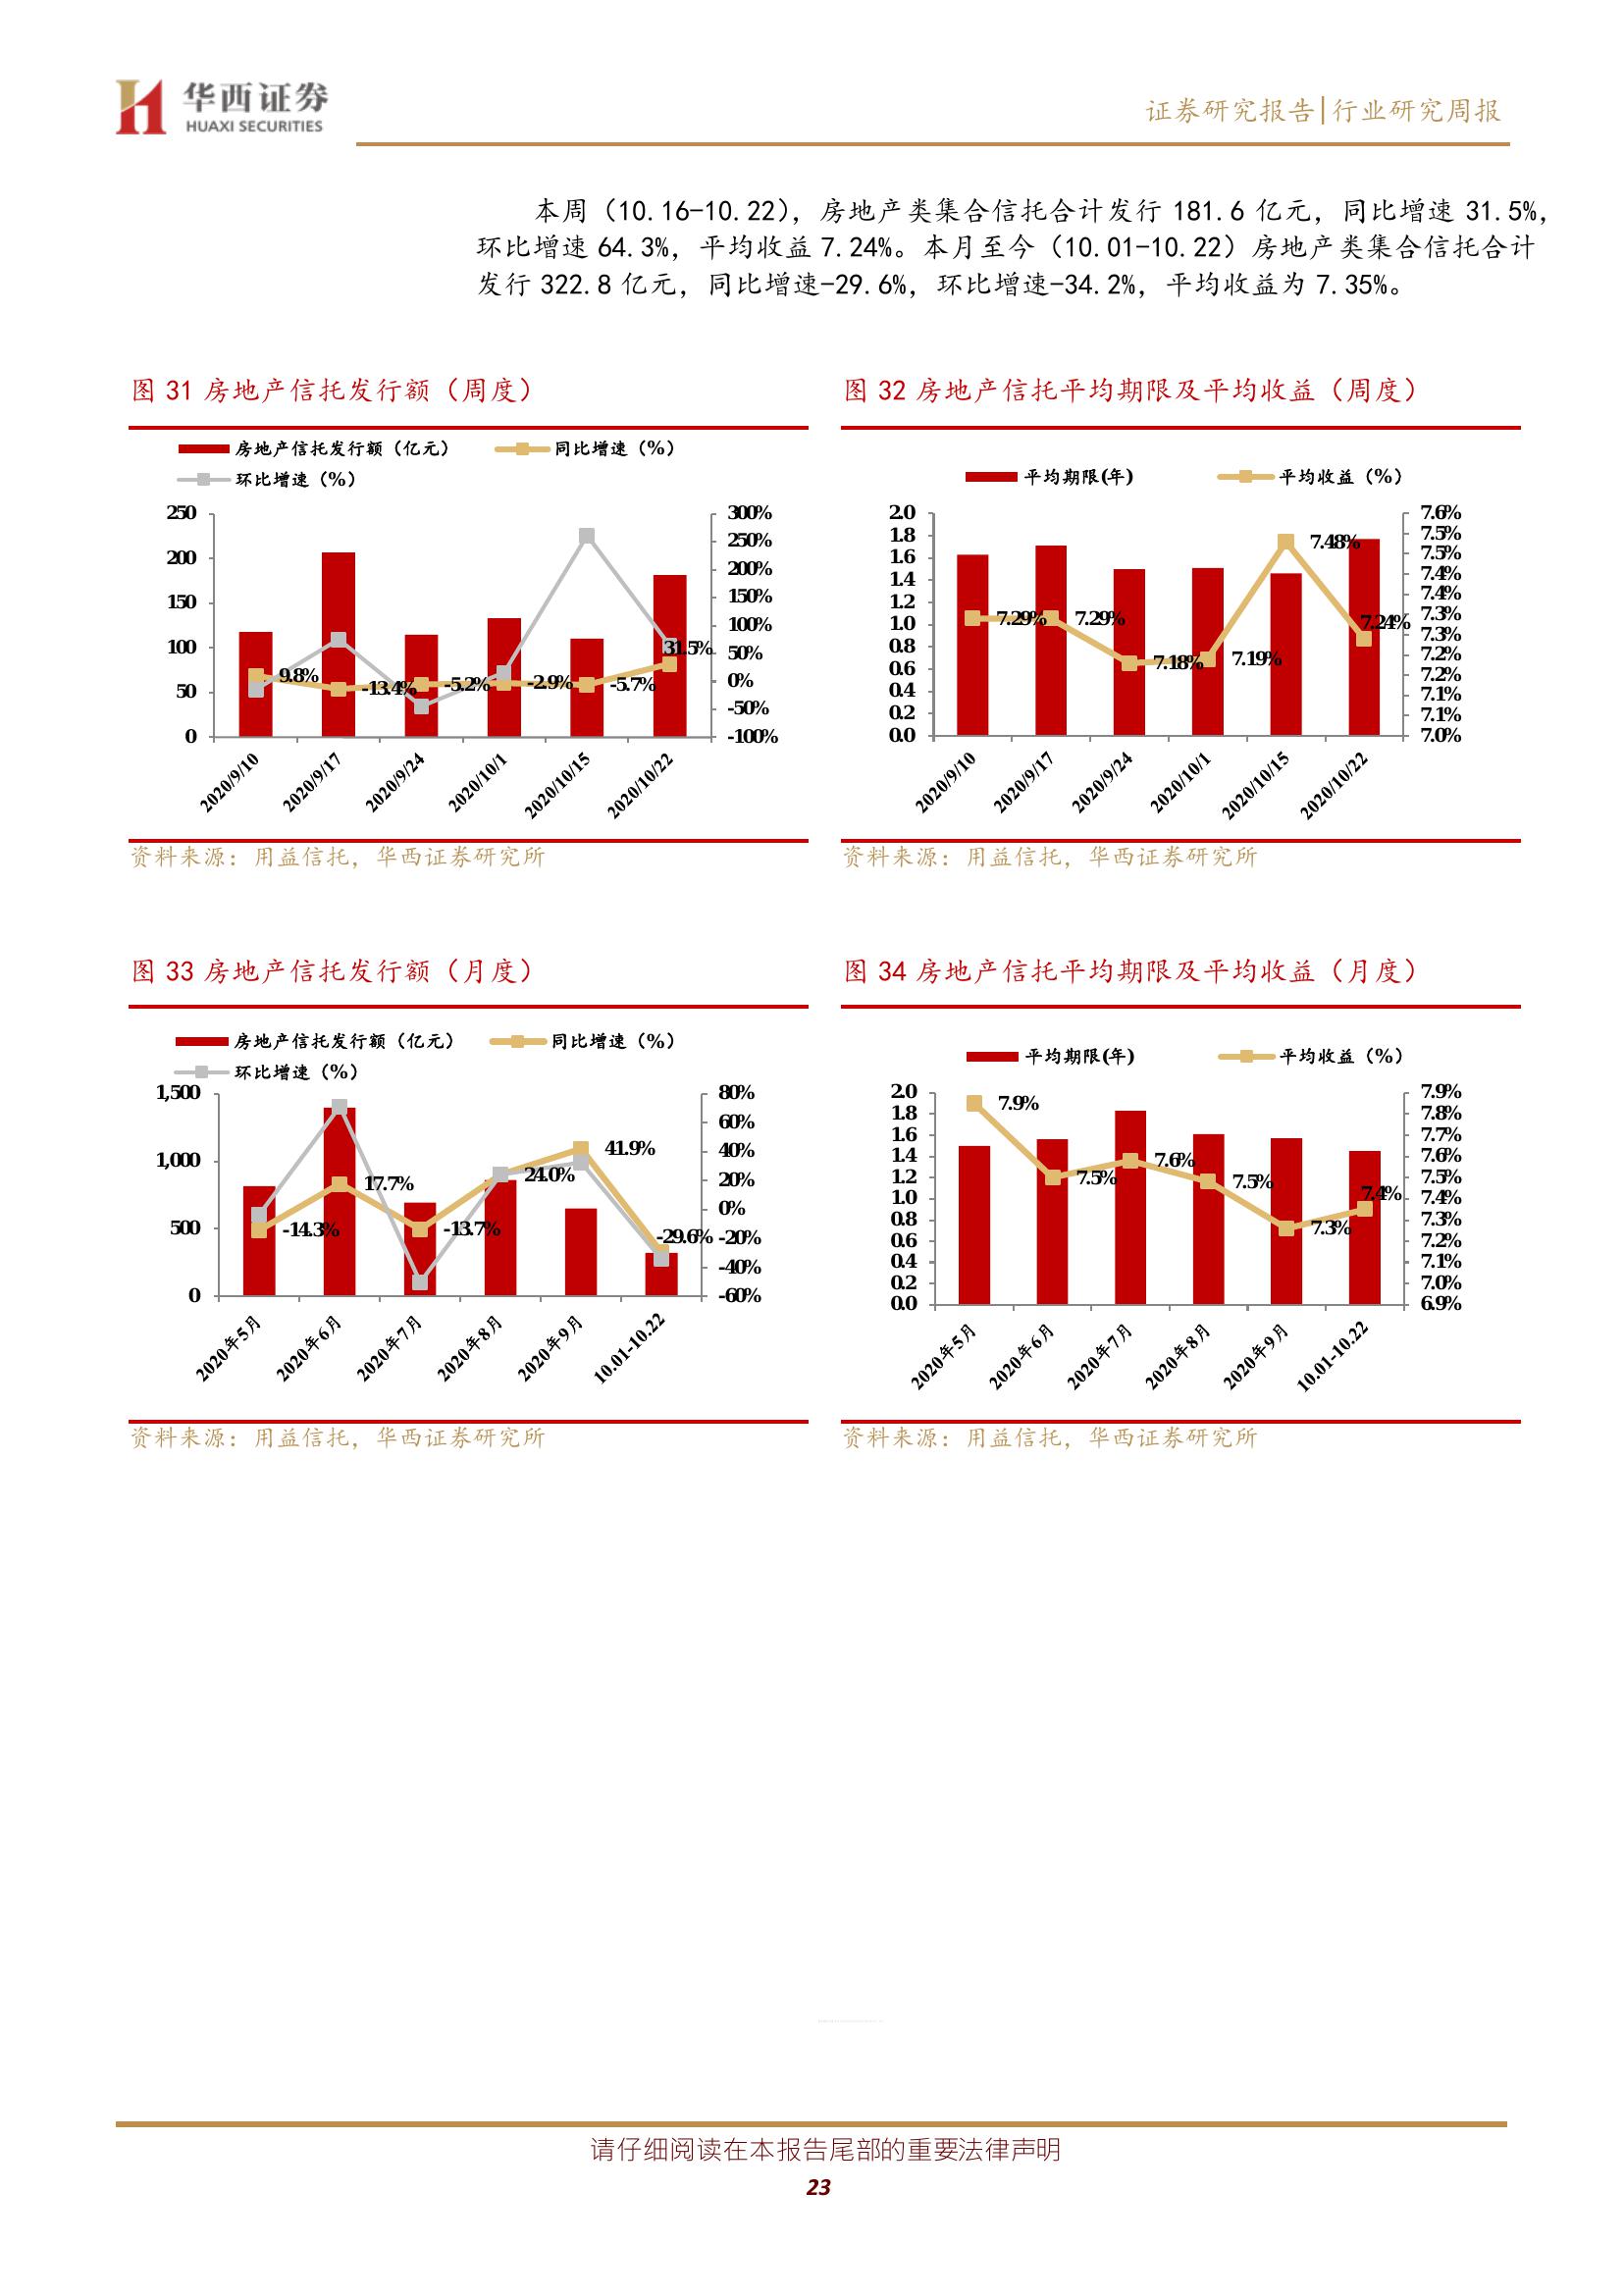 华西证券
HUAXI SECURITIES
证券研究报告|行业研究周报
本周（10.16-10.22），房地产类集合信托合计发行 181.6 亿元，同比增速 31.5%，
环比增速 64.3%，平均收益 7.24%。本月至今（10.01-10.22）房地产类集合信托合计
发行 322.8 亿元，同比增速-29.6%，环比增速-34.2%，平均收益为 7.35%。
图 31 房地产信托发行额（周度）
房地产信托发行额（亿元） 同比增速（%）
环比增速（%）
250 300%
250%
200 200%
150 150%
100%
100 50%
0%
50 -50%
0 -100%
9.8% -13.4% -5.2% -2.9% -5.7% 31.5%
2020/9/10 2020/9/17 2020/9/24 2020/10/1 2020/10/15 2020/10/22
资料来源：用益信托，华西证券研究所
图 32 房地产信托平均期限及平均收益（周度）
平均期限(年) 平均收益（%）
2.0 7.6%
1.8 7.5%
1.6 7.5%
1.4 7.4%
1.2 7.4%
1.0 7.3%
0.8 7.3%
0.6 7.2%
0.4 7.2%
0.2 7.1%
0.0 7.1%
7.0%
7.29% 7.29% 7.18% 7.19% 7.48% 7.24%
2020/9/10 2020/9/17 2020/9/24 2020/10/1 2020/10/15 2020/10/22
资料来源：用益信托，华西证券研究所
图 33 房地产信托发行额（月度）
房地产信托发行额（亿元） 同比增速（%）
环比增速（%）
1,500 80%
60%
1,000 40%
20%
0%
500 -20%
-40%
0 -60%
-14.3% 17.7% -13.7% 24.0% 41.9% -29.6%
2020年5月 2020年6月 2020年7月 2020年8月 2020年9月 10.01-10.22
资料来源：用益信托，华西证券研究所
图 34 房地产信托平均期限及平均收益（月度）
平均期限(年) 平均收益（%）
2.0 7.9%
1.8 7.8%
1.6 7.7%
1.4 7.6%
1.2 7.5%
1.0 7.4%
0.8 7.3%
0.6 7.2%
0.4 7.1%
0.2 7.0%
0.0 6.9%
7.9% 7.5% 7.6% 7.5% 7.3% 7.4%
2020年5月 2020年6月 2020年7月 2020年8月 2020年9月 10.01-10.22
资料来源：用益信托，华西证券研究所
请仔细阅读在本报告尾部的重要法律声明
23